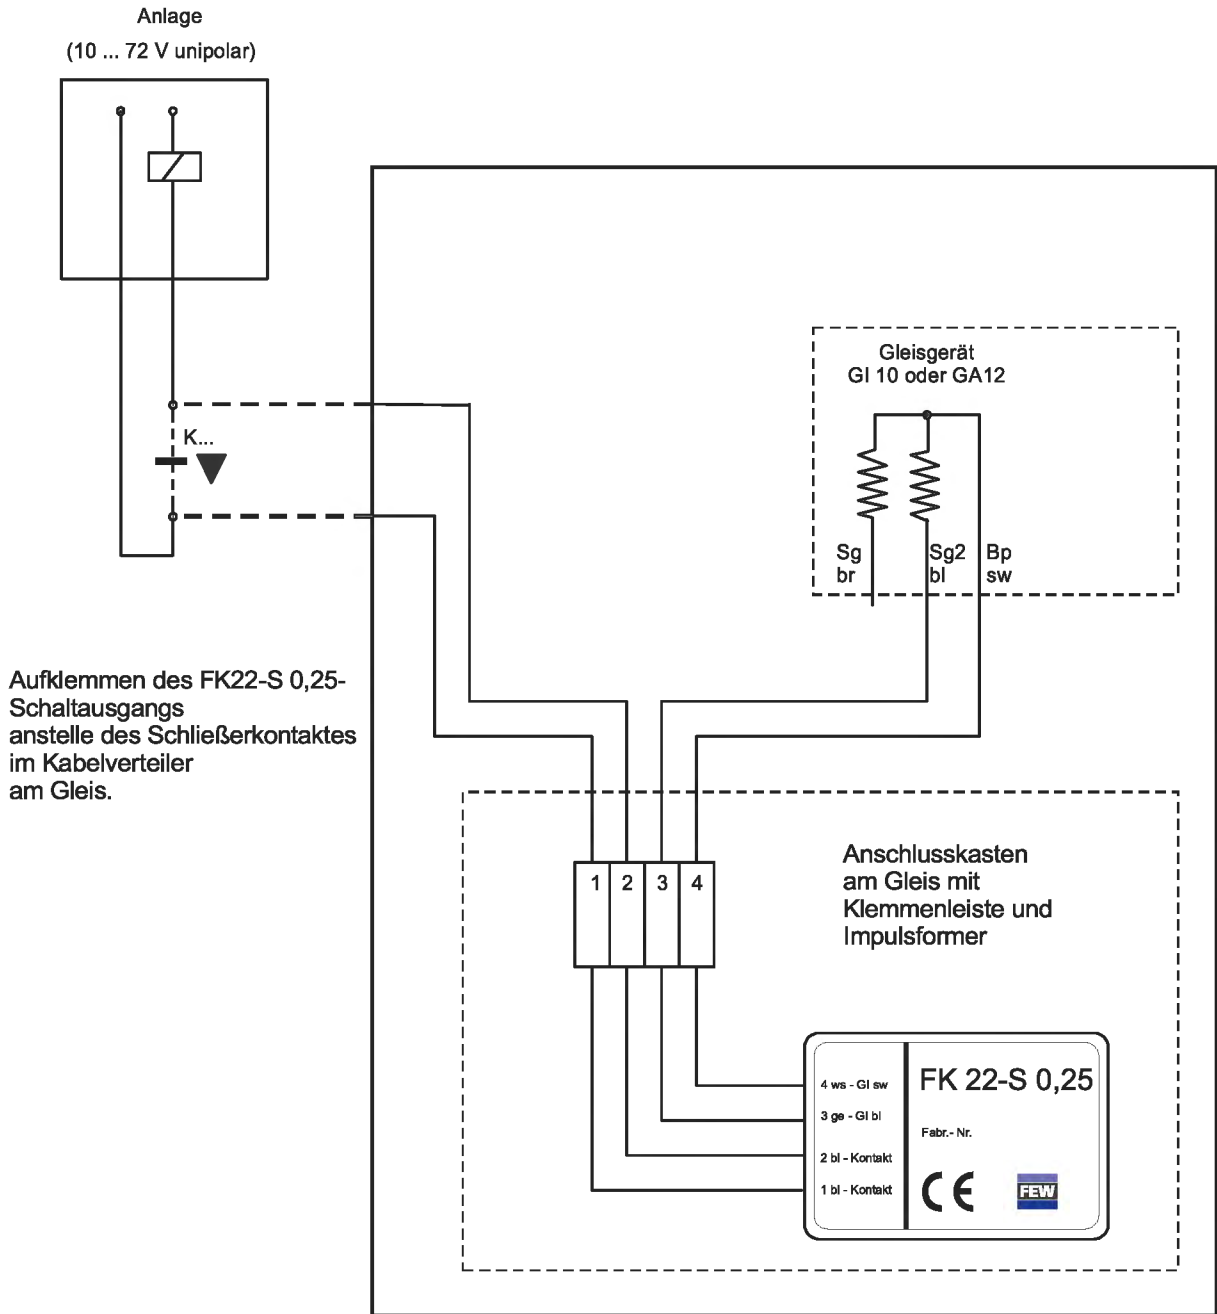 Anlage
(10 ... 72 V unipolar)
K...
Gleisgerät
GI 10 oder GA12
Sg
br
Sg2
bl
Bp
sw
Aufklemmen des FK22-S 0,25-
Schaltausgangs
anstelle des Schließerkontaktes
im Kabelverteiler
am Gleis.
1 2 3 4
Anschlusskasten
am Gleis mit
Klemmenleiste und
Impulsformer
4 ws - GI sw
3 ge - GI bl
2 bl - Kontakt
1 bl - Kontakt
FK 22-S 0,25
Fabr.- Nr.
CE
FEW